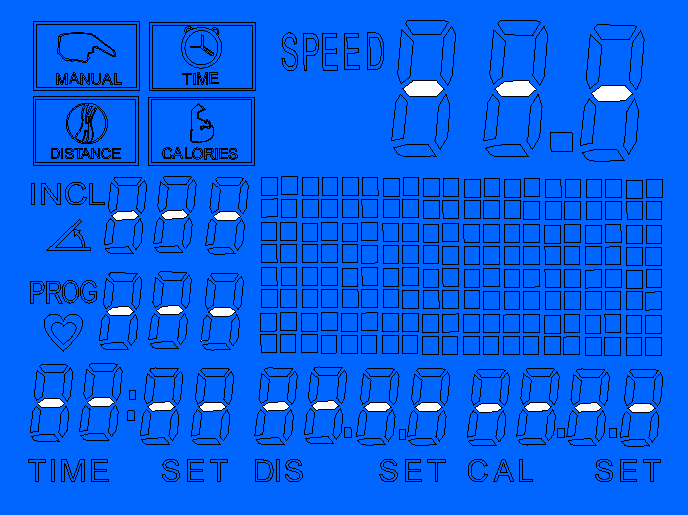 MANUAL TIME SPEED
DISTANCE CALORIES
INCL - - -
PROG - - -
- - : - - - - . - . - - - . - . -
TIME SET DIS SET CAL SET